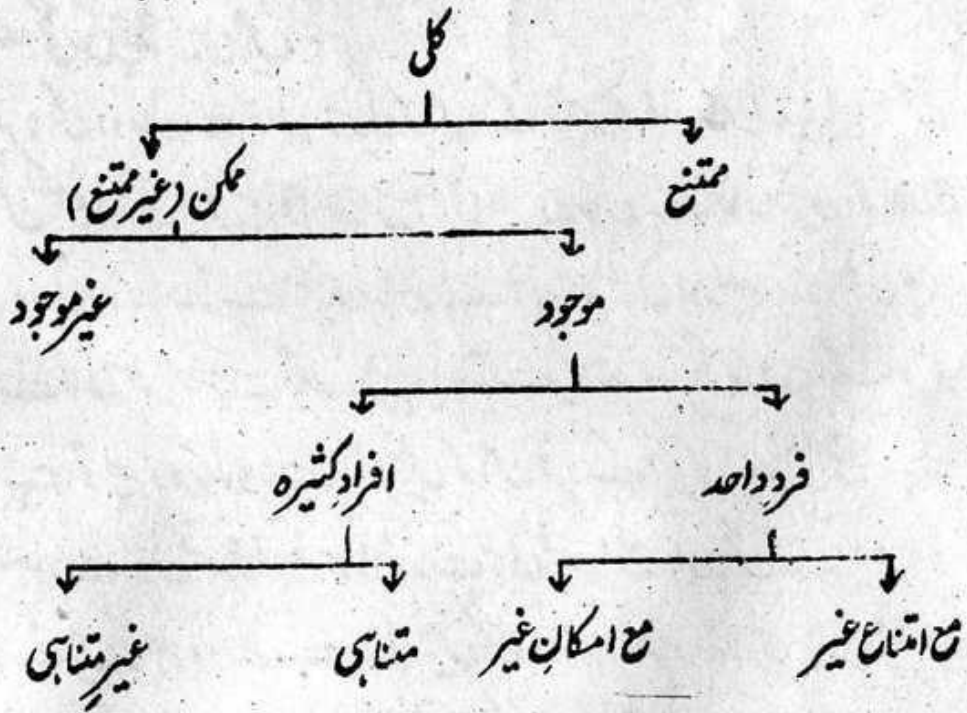 کلی
ممتنع ممکن (غیر ممتنع)
موجود غیر موجود
فردِ واحد افرادِ کثیرہ
مع امتناع غیر مع امکانِ غیر متناہی غیرِ متناہی